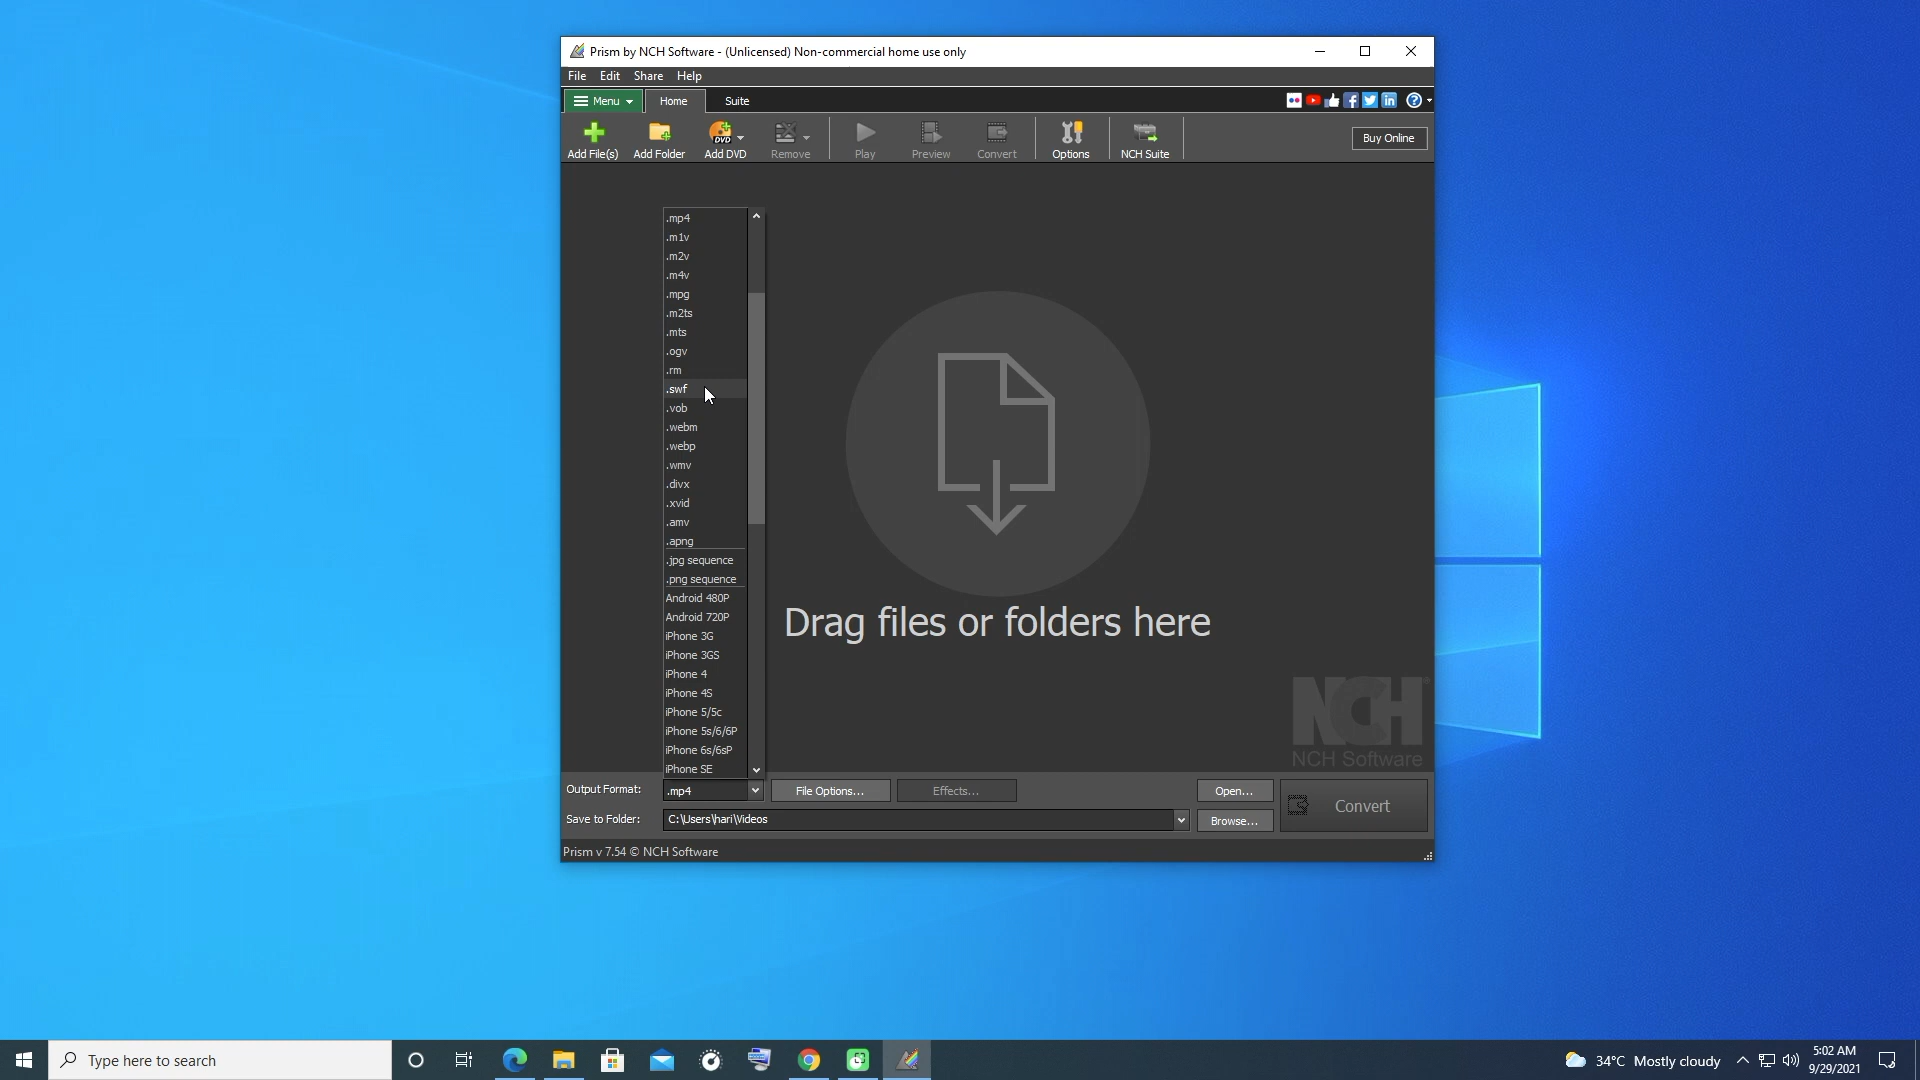 Prism by NCH Software - (Unlicensed) Non-commercial home use only
File Edit Share Help
Menu Home Suite
Add File(s) Add Folder Add DVD Remove Play Preview Convert Options NCH Suite Buy Online
DVD
.mp4
.m1v
.m2v
.m4v
.mpg
.m2ts
.mts
.ogv
.rm
.swf
.vob
.webm
.webp
.wmv
.divx
.xvid
.amv
.apng
.jpg sequence
.png sequence
Android 480P
Android 720P
iPhone 3G
iPhone 3GS
iPhone 4
iPhone 4S
iPhone 5/5c
iPhone 5s/6/6P
iPhone 6s/6sP
iPhone SE
Drag files or folders here
NCH
NCH Software
Output Format: .mp4 File Options... Effects... Open... Convert
Save to Folder: C:\Users\hari\Videos Browse...
Prism v 7.54 © NCH Software
Type here to search
34°C Mostly cloudy
5:02 AM
9/29/2021